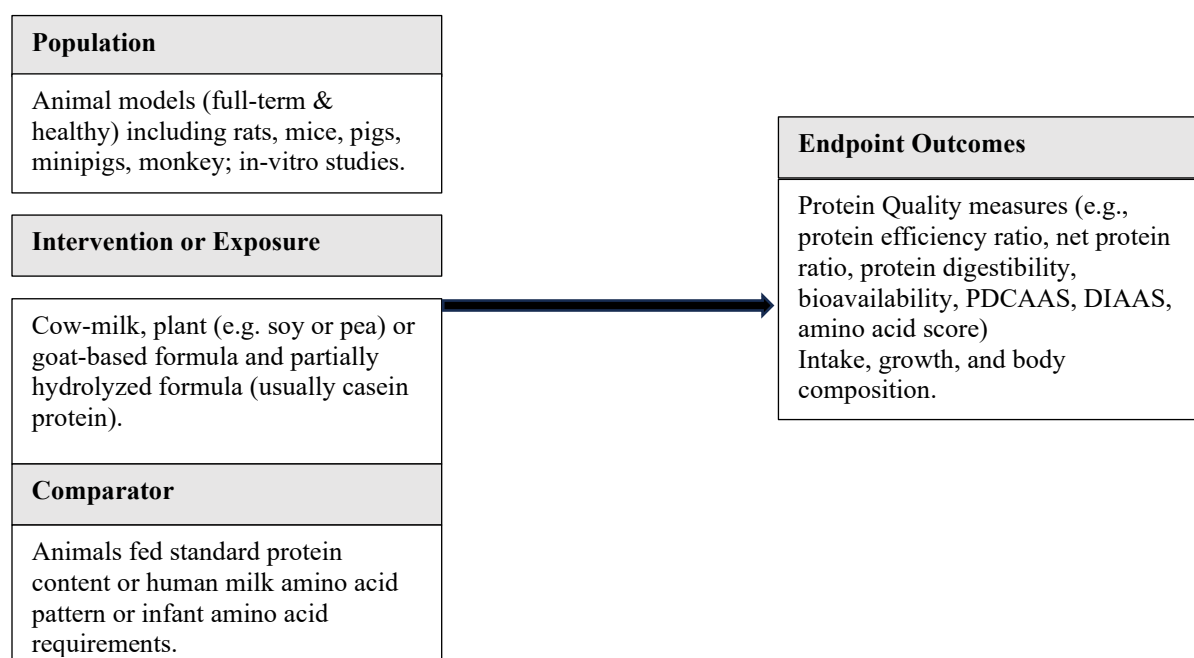 Population
Animal models (full-term &
healthy) including rats, mice, pigs,
minipigs, monkey; in-vitro studies.
Intervention or Exposure
Cow-milk, plant (e.g. soy or pea) or
goat-based formula and partially
hydrolyzed formula (usually casein
protein).
Comparator
Animals fed standard protein
content or human milk amino acid
pattern or infant amino acid
requirements.
Endpoint Outcomes
Protein Quality measures (e.g.,
protein efficiency ratio, net protein
ratio, protein digestibility,
bioavailability, PDCAAS, DIAAS,
amino acid score)
Intake, growth, and body
composition.